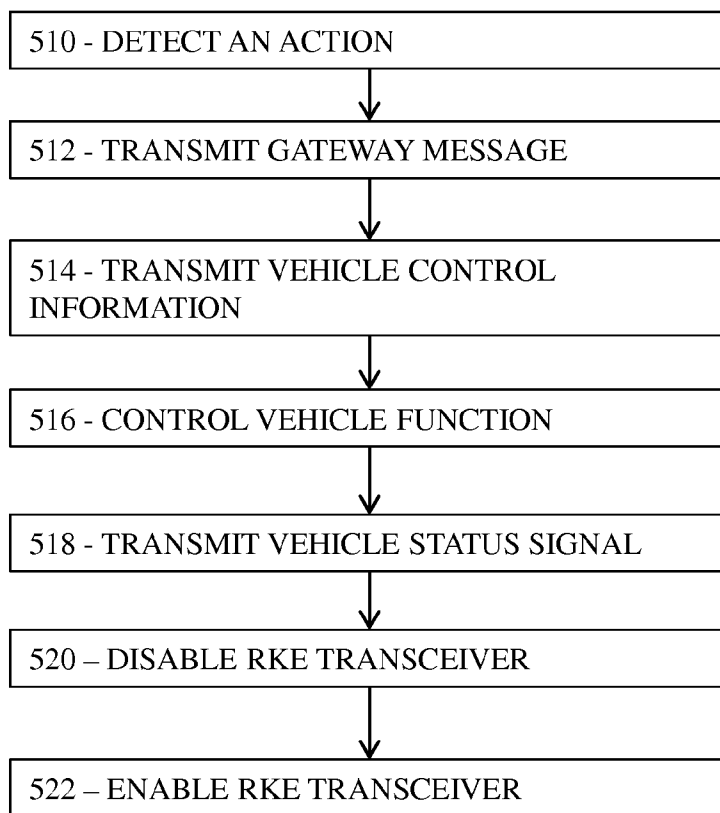 510 - DETECT AN ACTION
512 - TRANSMIT GATEWAY MESSAGE
514 - TRANSMIT VEHICLE CONTROL
INFORMATION
516 - CONTROL VEHICLE FUNCTION
518 - TRANSMIT VEHICLE STATUS SIGNAL
520 – DISABLE RKE TRANSCEIVER
522 – ENABLE RKE TRANSCEIVER